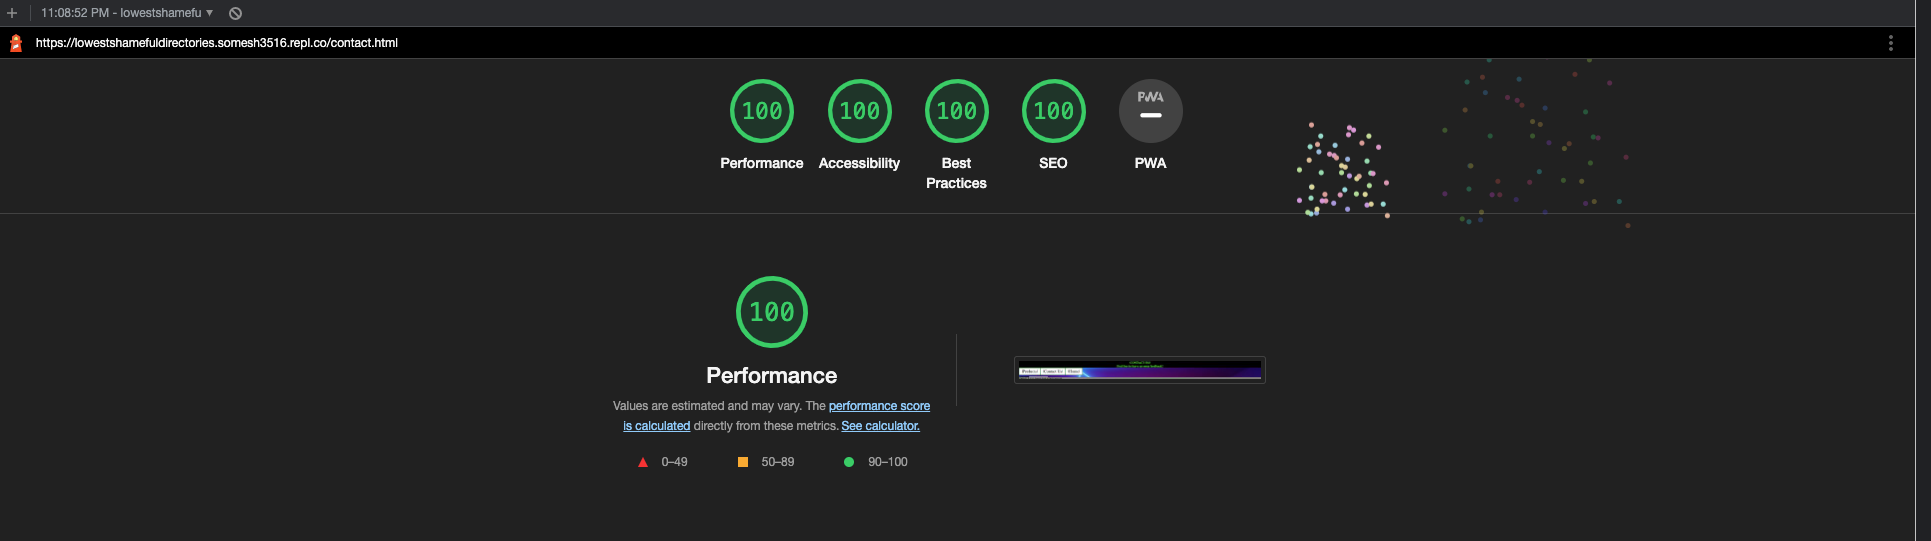 11:08:52 PM - lowestshamefu
https://lowestshamefuldirectories.somesh3516.repl.co/contact.html
100 100 100 100 PWA
Performance Accessibility Best Practices SEO PWA
100
Performance
Values are estimated and may vary. The performance score
is calculated directly from these metrics. See calculator.
0–49 50–89 90–100